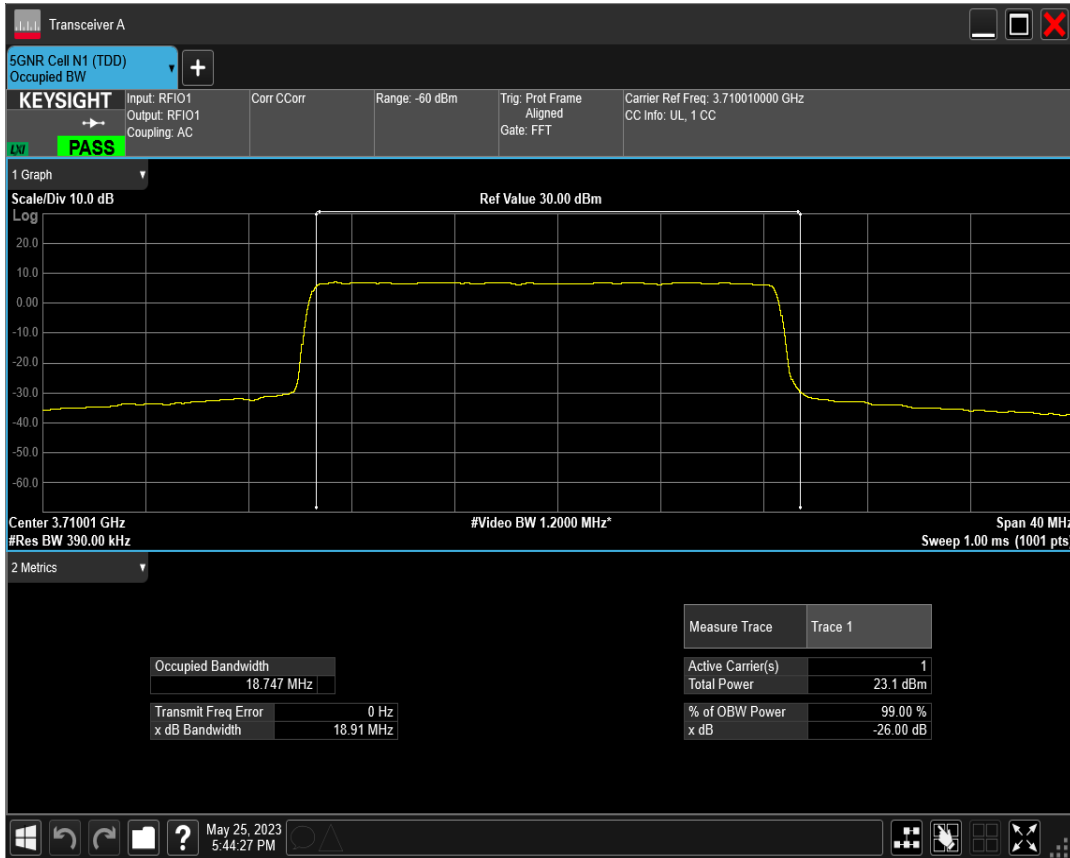 Transceiver A
5GNR Cell N1 (TDD)
Occupied BW
+
KEYSIGHT
LXI
PASS
Input: RFIO1
Output: RFIO1
Coupling: AC
Corr CCorr
Range: -60 dBm
Trig: Prot Frame
Aligned
Gate: FFT
Carrier Ref Freq: 3.710010000 GHz
CC Info: UL, 1 CC
1 Graph
Scale/Div 10.0 dB
Ref Value 30.00 dBm
Log
20.0
10.0
0.00
-10.0
-20.0
-30.0
-40.0
-50.0
-60.0
Center 3.71001 GHz
#Video BW 1.2000 MHz*
Span 40 MHz
#Res BW 390.00 kHz
Sweep 1.00 ms (1001 pts)
2 Metrics
Measure Trace Trace 1
Occupied Bandwidth
18.747 MHz
Active Carrier(s) 1
Total Power 23.1 dBm
Transmit Freq Error 0 Hz
x dB Bandwidth 18.91 MHz
% of OBW Power 99.00 %
x dB -26.00 dB
?
May 25, 2023
5:44:27 PM